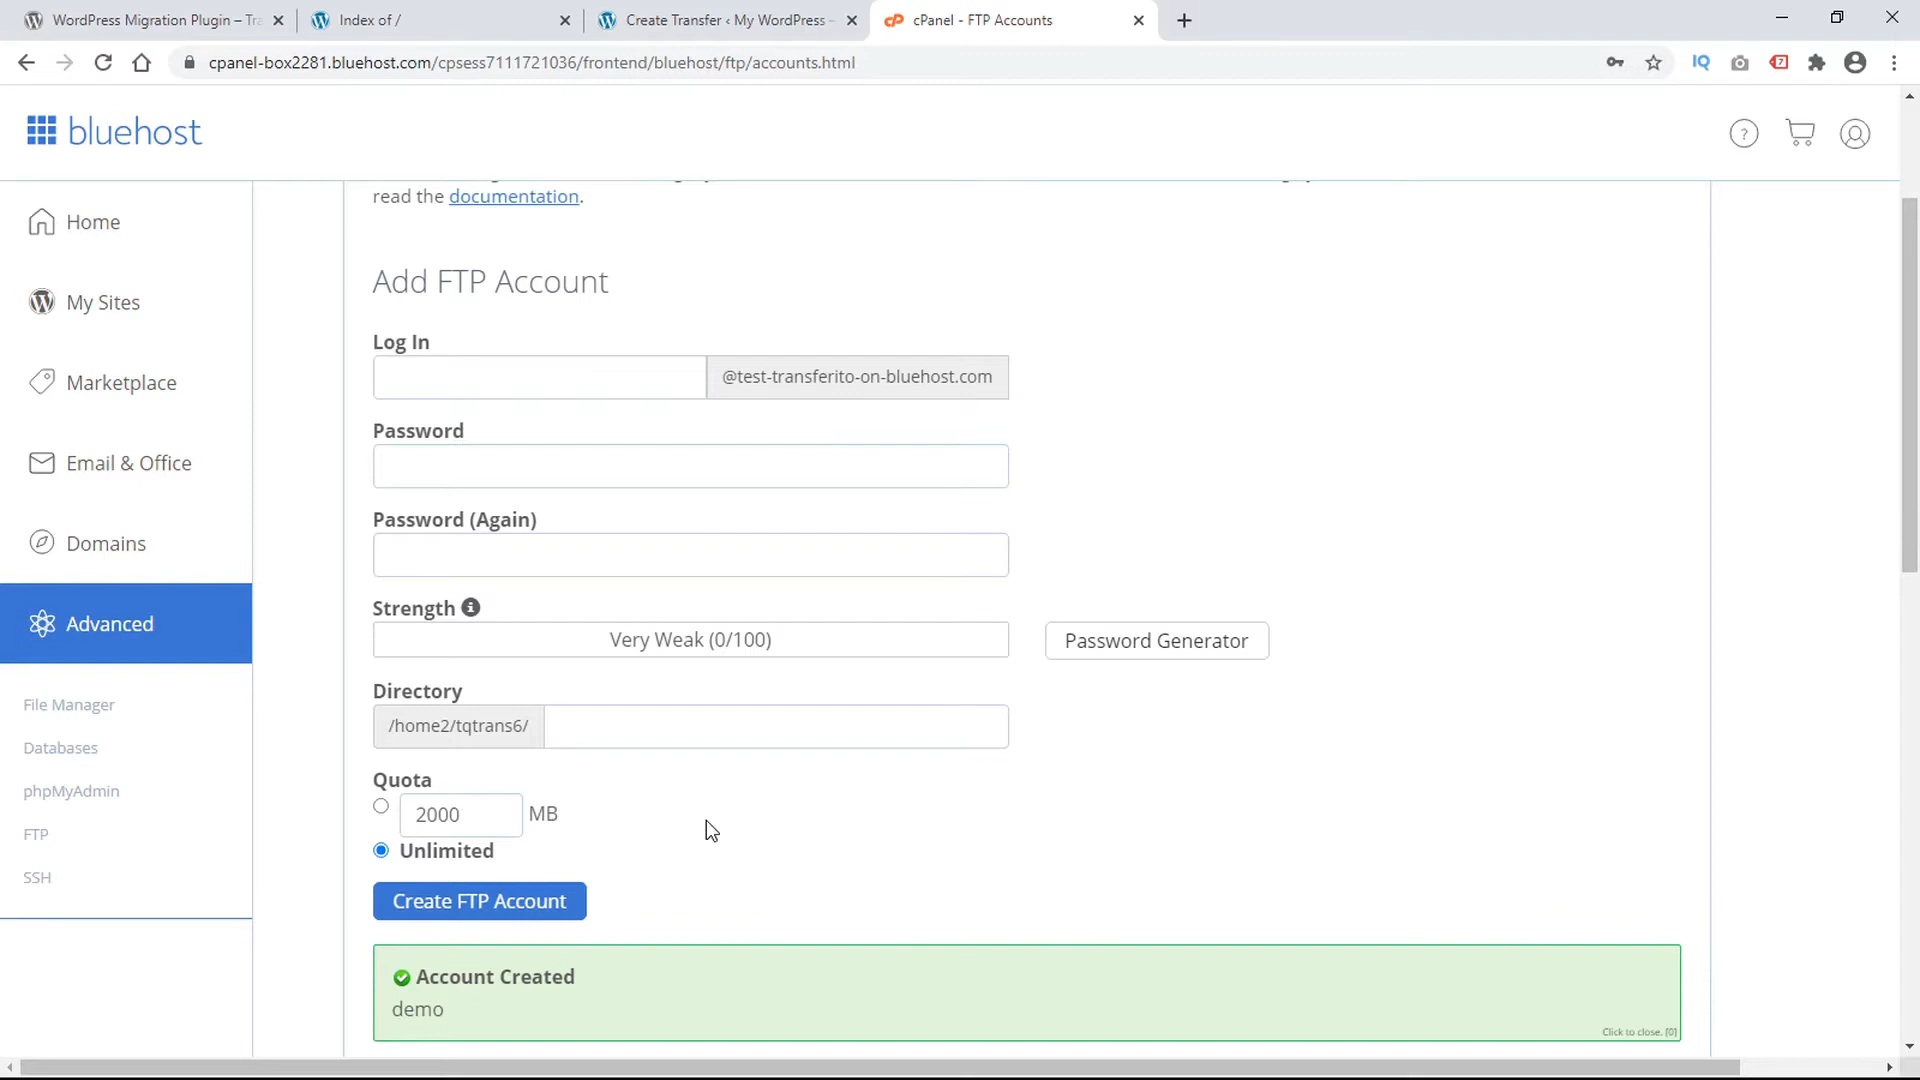 WordPress Migration Plugin – Tra
Index of /
Create Transfer ‹ My WordPress –
cPanel - FTP Accounts
cpanel-box2281.bluehost.com/cpsess7111721036/frontend/bluehost/ftp/accounts.html
IQ
7
bluehost
?
Home
My Sites
Marketplace
Email & Office
Domains
Advanced
File Manager
Databases
phpMyAdmin
FTP
SSH
read the documentation.
Add FTP Account
Log In
@test-transferito-on-bluehost.com
Password
Password (Again)
Strength
Very Weak (0/100)
Password Generator
Directory
/home2/tqtrans6/
Quota
2000 MB
Unlimited
Create FTP Account
Account Created
demo
Click to close. [0]